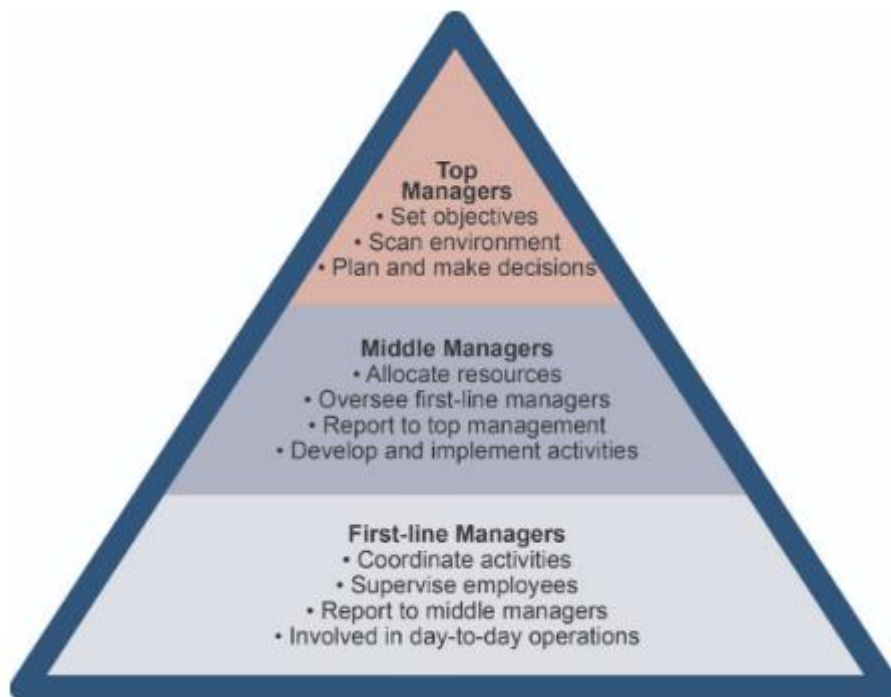 Top
Managers
• Set objectives
• Scan environment
• Plan and make decisions
Middle Managers
• Allocate resources
• Oversee first-line managers
• Report to top management
• Develop and implement activities
First-line Managers
• Coordinate activities
• Supervise employees
• Report to middle managers
• Involved in day-to-day operations